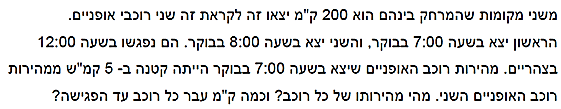 משני מקומות שהמרחק בינהם הוא 200 ק"מ יצאו זה לקראת זה שני רוכבי אופניים.
הראשון יצא בשעה 7:00 בבוקר, והשני יצא בשעה 8:00 בבוקר. הם נפגשו בשעה 12:00
בצהריים. מהירות רוכב האופניים שיצא בשעה 7:00 בבוקר הייתה קטנה ב- 5 קמ"ש ממהירות
רוכב האופניים השני. מהי מהירותו של כל רוכב? וכמה ק"מ עבר כל רוכב עד הפגישה?